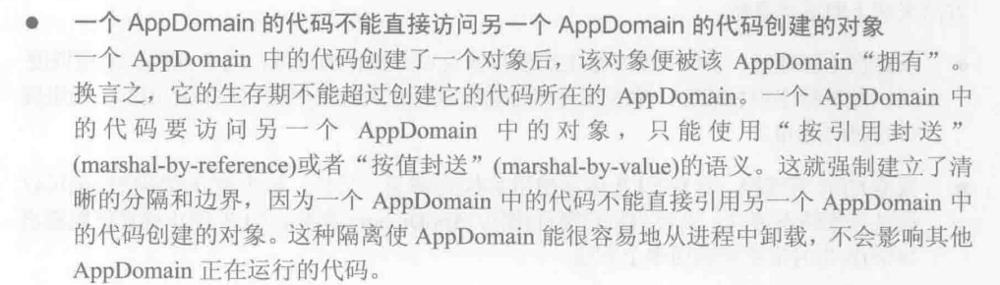 ● 一个 AppDomain 的代码不能直接访问另一个 AppDomain 的代码创建的对象
一个 AppDomain 中的代码创建了一个对象后，该对象便被该 AppDomain“拥有”。
换言之，它的生存期不能超过创建它的代码所在的 AppDomain。一个 AppDomain 中
的代码要访问另一个 AppDomain 中的对象，只能使用“按引用封送”
(marshal-by-reference)或者“按值封送”(marshal-by-value)的语义。这就强制建立了清
晰的分隔和边界，因为一个 AppDomain 中的代码不能直接引用另一个 AppDomain 中
的代码创建的对象。这种隔离使 AppDomain 能很容易地从进程中卸载，不会影响其他
AppDomain 正在运行的代码。